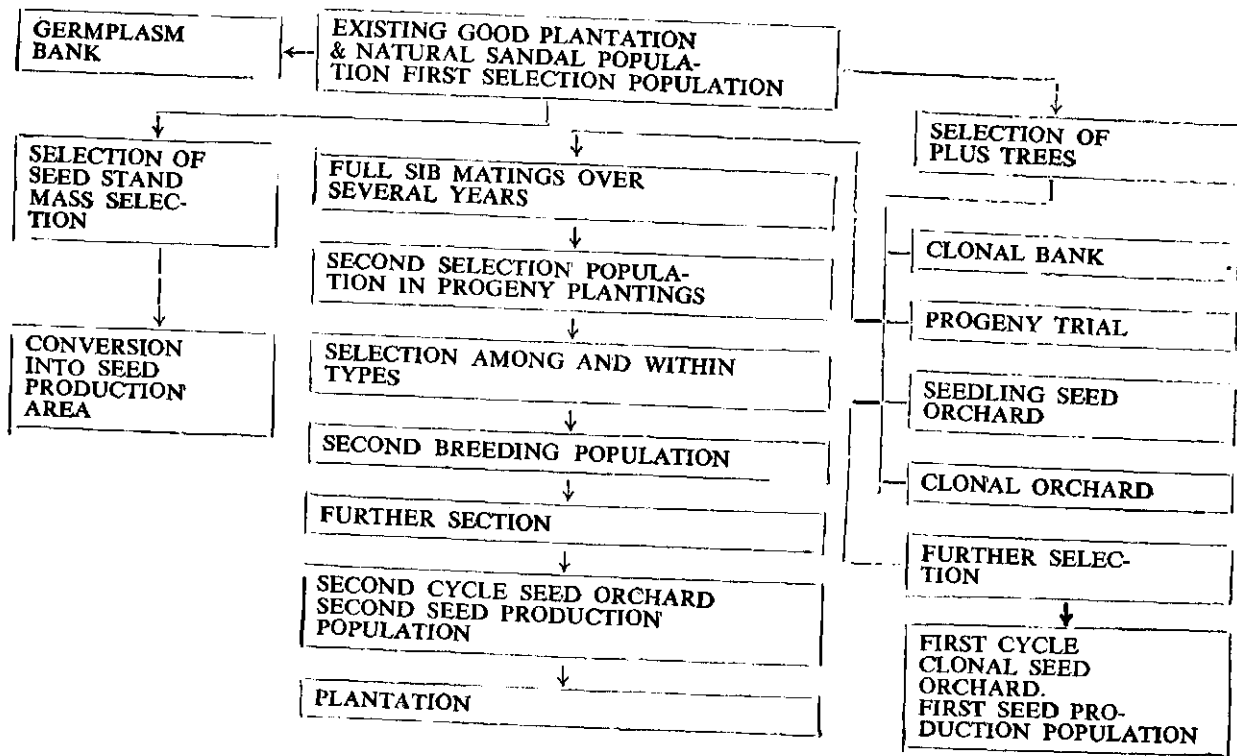 GERMPLASM
BANK
EXISTING GOOD PLANTATION
& NATURAL SANDAL POPULA-
TION FIRST SELECTION POPULATION
SELECTION OF
SEED STAND
MASS SELEC-
TION
CONVERSION
INTO SEED
PRODUCTION
AREA
FULL SIB MATINGS OVER
SEVERAL YEARS
SECOND SELECTION POPULA-
TION IN PROGENY PLANTINGS
SELECTION AMONG AND WITHIN
TYPES
SECOND BREEDING POPULATION
FURTHER SECTION
SECOND CYCLE SEED ORCHARD
SECOND SEED PRODUCTION
POPULATION
PLANTATION
SELECTION OF
PLUS TREES
CLONAL BANK
PROGENY TRIAL
SEEDLING SEED
ORCHARD
CLONAL ORCHARD
FURTHER SELEC-
TION
FIRST CYCLE
CLONAL SEED
ORCHARD.
FIRST SEED PRO-
DUCTION POPULATION